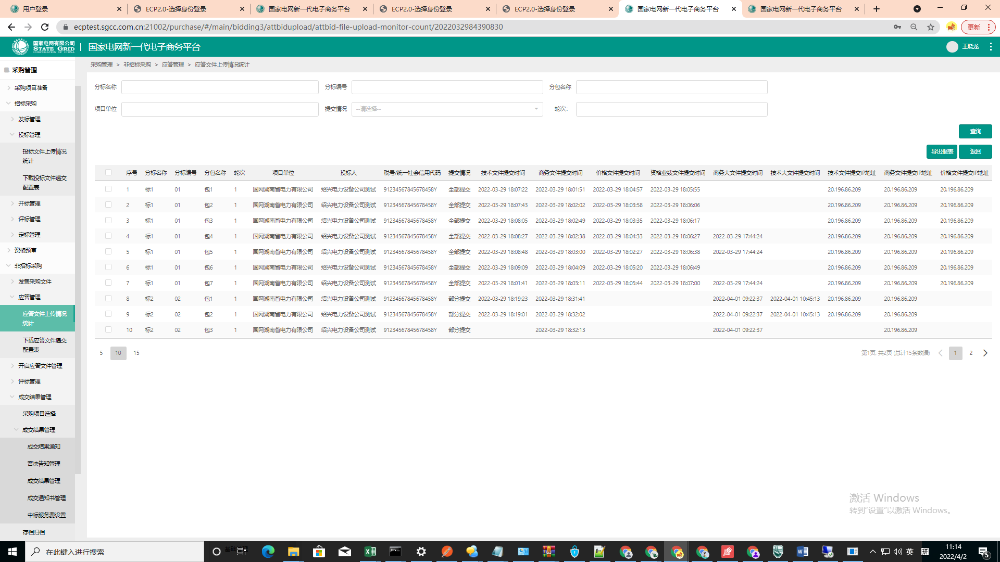 用户登录
ECP2.0-选择身份登录
国家电网新一代电子商务平台
ECP2.0-选择身份登录
ECP2.0-选择身份登录
国家电网新一代电子商务平台
国家电网新一代电子商务平台
ecptest.sgcc.com.cn:21002/purchase/#/main/bidding3/attbidupload/attbid-file-upload-monitor-count/2022032984390830
更新
国家电网有限公司
STATE GRID
CORPORATION OF CHINA
国家电网新一代电子商务平台
王晓龙
采购管理
采购项目准备
招标采购
发标管理
投标管理
投标文件上传情况
统计
下载投标文件递交
配置表
开标管理
评标管理
定标管理
资格预审
非招标采购
发售采购文件
应答管理
应答文件上传情况
统计
下载应答文件递交
配置表
开启应答文件管理
评标管理
成交结果管理
采购项目选择
成交结果管理
成交结果通知
否决告知管理
成交结果管理
成交通知书管理
中标服务费设置
存档归档
采购管理 > 非招标采购 > 应答管理 > 应答文件上传情况统计
分标名称 分标编号 分包名称
项目单位 提交情况 --请选择-- 轮次:
查询
导出报表 返回
序号 分标名称 分标编号 分包名称 轮次 项目单位 投标人 税号/统一社会信用代码 提交情况 技术文件提交时间 商务文件提交时间 价格文件提交时间 资格业绩文件提交时间 商务大文件提交时间 技术大文件提交时间 技术文件提交IP地址 商务文件提交IP地址 价格文件提交IP地址
1 标1 01 包1 1 国网湖南省电力有限公司 绍兴电力设备公司测试 91234567845678458Y 全部提交 2022-03-29 18:07:22 2022-03-29 18:01:51 2022-03-29 18:04:57 2022-03-29 18:05:55 20.196.86.209 20.196.86.209 20.196.86.209
2 标1 01 包2 1 国网湖南省电力有限公司 绍兴电力设备公司测试 91234567845678458Y 全部提交 2022-03-29 18:07:43 2022-03-29 18:02:02 2022-03-29 18:03:58 2022-03-29 18:06:06 20.196.86.209 20.196.86.209 20.196.86.209
3 标1 01 包3 1 国网湖南省电力有限公司 绍兴电力设备公司测试 91234567845678458Y 全部提交 2022-03-29 18:08:05 2022-03-29 18:02:49 2022-03-29 18:03:35 2022-03-29 18:06:17 20.196.86.209 20.196.86.209 20.196.86.209
4 标1 01 包4 1 国网湖南省电力有限公司 绍兴电力设备公司测试 91234567845678458Y 全部提交 2022-03-29 18:08:27 2022-03-29 18:02:38 2022-03-29 18:04:33 2022-03-29 18:06:27 2022-03-29 17:44:24 20.196.86.209 20.196.86.209 20.196.86.209
5 标1 01 包5 1 国网湖南省电力有限公司 绍兴电力设备公司测试 91234567845678458Y 全部提交 2022-03-29 18:08:48 2022-03-29 18:03:00 2022-03-29 18:02:27 2022-03-29 18:06:38 2022-03-29 17:44:24 20.196.86.209 20.196.86.209 20.196.86.209
6 标1 01 包6 1 国网湖南省电力有限公司 绍兴电力设备公司测试 91234567845678458Y 全部提交 2022-03-29 18:09:09 2022-03-29 18:04:09 2022-03-29 18:05:20 2022-03-29 18:06:49 20.196.86.209 20.196.86.209 20.196.86.209
7 标1 01 包7 1 国网湖南省电力有限公司 绍兴电力设备公司测试 91234567845678458Y 全部提交 2022-03-29 18:01:41 2022-03-29 18:03:11 2022-03-29 18:05:44 2022-03-29 18:07:00 2022-03-29 17:44:24 20.196.86.209 20.196.86.209 20.196.86.209
8 标2 02 包1 1 国网湖南省电力有限公司 绍兴电力设备公司测试 91234567845678458Y 部分提交 2022-03-29 18:19:23 2022-03-29 18:31:41 2022-04-01 09:22:37 2022-04-01 10:45:13 20.196.86.209 20.196.86.209
9 标2 02 包2 1 国网湖南省电力有限公司 绍兴电力设备公司测试 91234567845678458Y 部分提交 2022-03-29 18:19:01 2022-03-29 18:32:02 2022-04-01 09:22:37 2022-04-01 10:45:13 20.196.86.209 20.196.86.209
10 标2 02 包3 1 国网湖南省电力有限公司 绍兴电力设备公司测试 91234567845678458Y 部分提交 2022-03-29 18:32:13 2022-04-01 09:22:37 20.196.86.209
5 10 15
第1页, 共2页 (总计15条数据) 1 2
激活 Windows
转到“设置”以激活 Windows。
在此键入进行搜索
英
11:14
2022/4/2
5